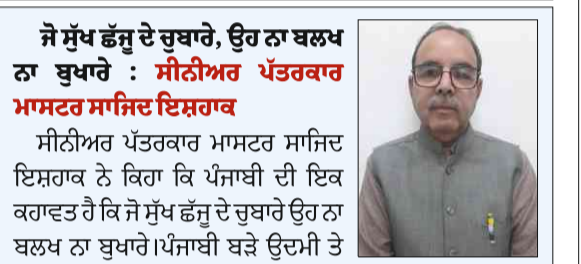 ਜੋ ਸੁੱਖ ਛੱਜੂ ਦੇ ਚੁਬਾਰੇ, ਉਹ ਨਾ ਬਲਖ
ਨਾ ਬੁਖਾਰੇ : ਸੀਨੀਅਰ ਪੱਤਰਕਾਰ
ਮਾਸਟਰ ਸਾਜਿਦ ਇਸ਼ਹਾਕ
ਸੀਨੀਅਰ ਪੱਤਰਕਾਰ ਮਾਸਟਰ ਸਾਜਿਦ
ਇਸ਼ਹਾਕ ਨੇ ਕਿਹਾ ਕਿ ਪੰਜਾਬੀ ਦੀ ਇਕ
ਕਹਾਵਤ ਹੈ ਕਿ ਜੋ ਸੁੱਖ ਛੱਜੂ ਦੇ ਚੁਬਾਰੇ ਉਹ ਨਾ
ਬਲਖ ਨਾ ਬੁਖਾਰੇ।ਪੰਜਾਬੀ ਬੜੇ ਉਦਮੀ ਤੇ